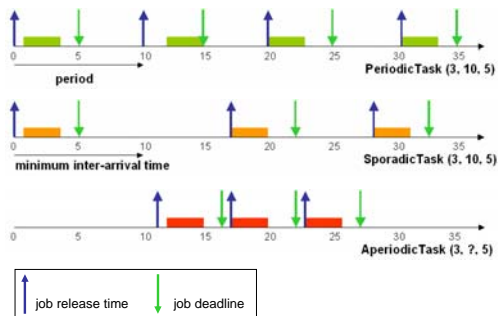 0 5 10 15 20 25 30 35
period
PeriodicTask (3, 10, 5)
0 5 10 15 20 25 30 35
minimum inter-arrival time
SporadicTask (3, 10, 5)
0 5 10 15 20 25 30 35
AperiodicTask (3, ?, 5)
job release time job deadline